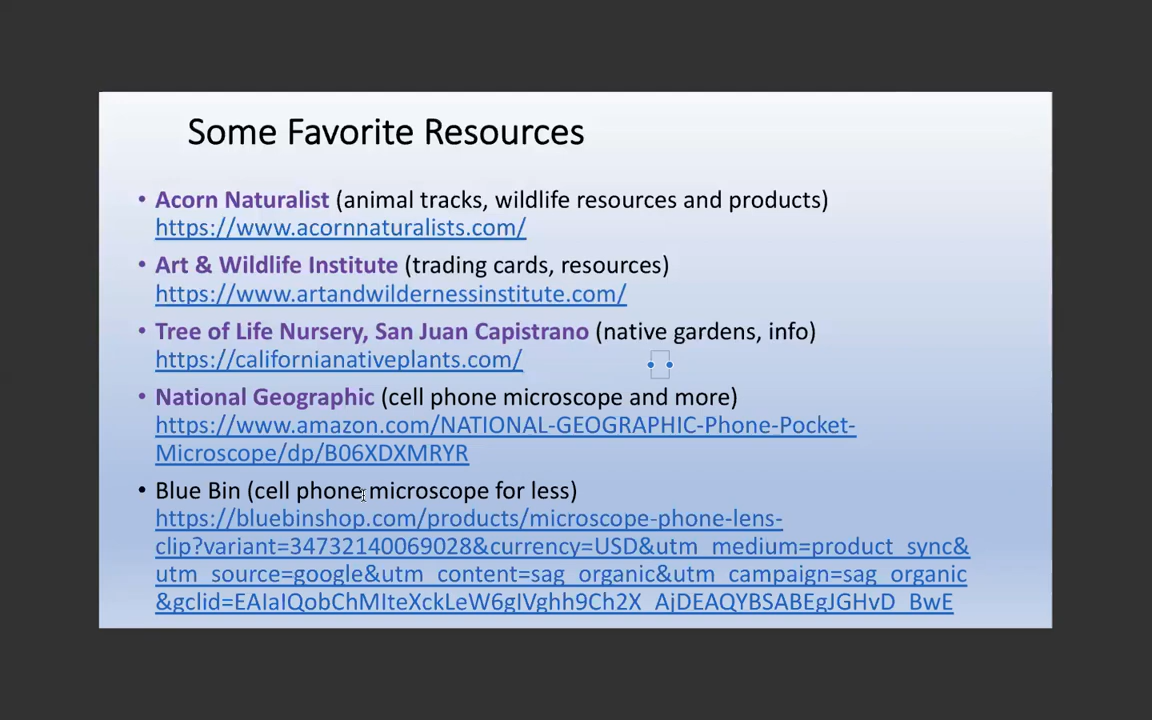 Some Favorite Resources
• Acorn Naturalist (animal tracks, wildlife resources and products)
https://www.acornnaturalists.com/
• Art & Wildlife Institute (trading cards, resources)
https://www.artandwildernessinstitute.com/
• Tree of Life Nursery, San Juan Capistrano (native gardens, info)
https://californianativeplants.com/
• National Geographic (cell phone microscope and more)
https://www.amazon.com/NATIONAL-GEOGRAPHIC-Phone-Pocket-
Microscope/dp/B06XDXMRYR
• Blue Bin (cell phone microscope for less)
https://bluebinshop.com/products/microscope-phone-lens-
clip?variant=34732140069028&currency=USD&utm_medium=product_sync&
utm_source=google&utm_content=sag_organic&utm_campaign=sag_organic
&gclid=EAIaIQobChMIteXckLeW6gIVghh9Ch2X_AjDEAQYBSABEgJGHvD_BwE